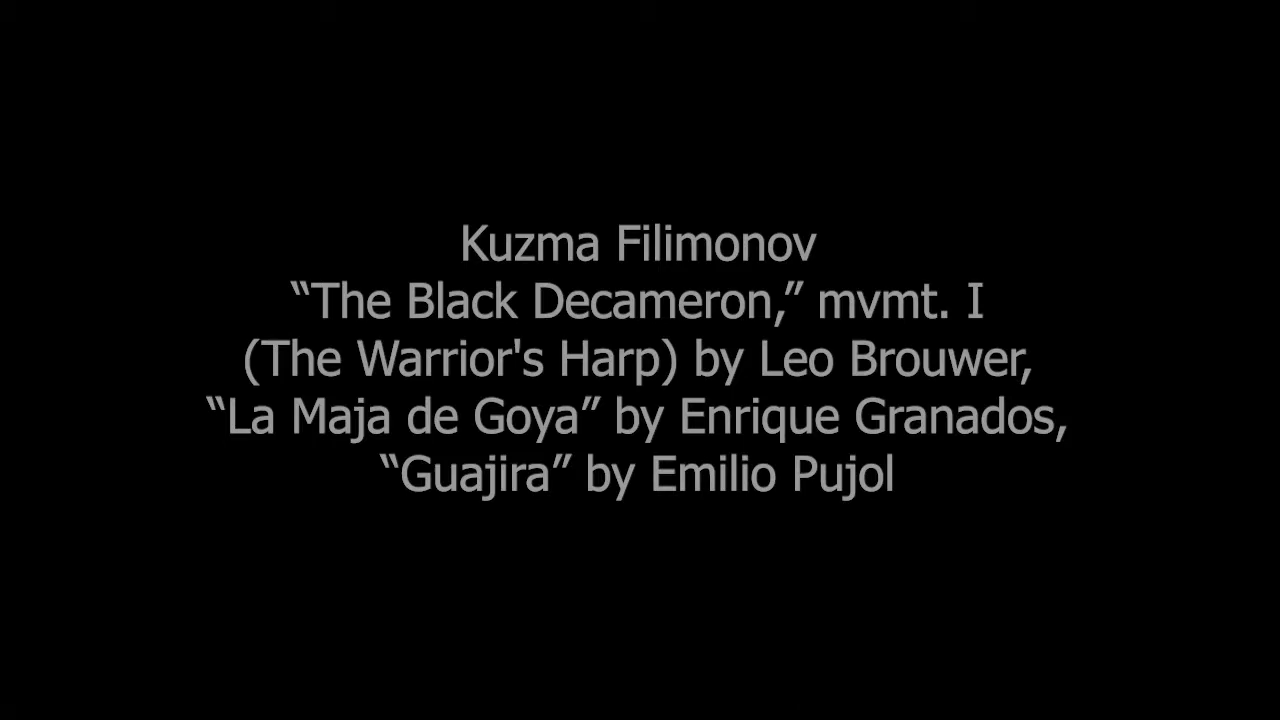 Kuzma Filimonov
“The Black Decameron,” mvmt. I
(The Warrior's Harp) by Leo Brouwer,
“La Maja de Goya” by Enrique Granados,
“Guajira” by Emilio Pujol